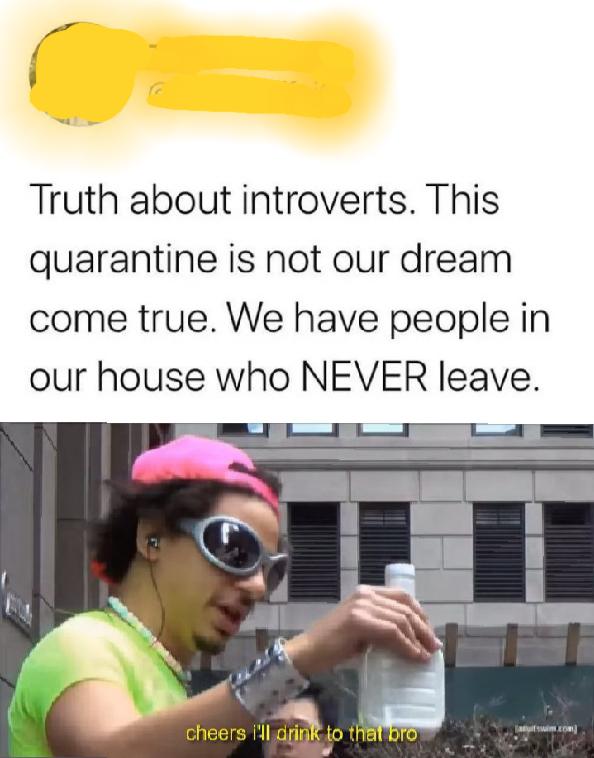 Truth about introverts. This
quarantine is not our dream
come true. We have people in
our house who NEVER leave.
cheers i'll drink to that bro
[adultswim.com]